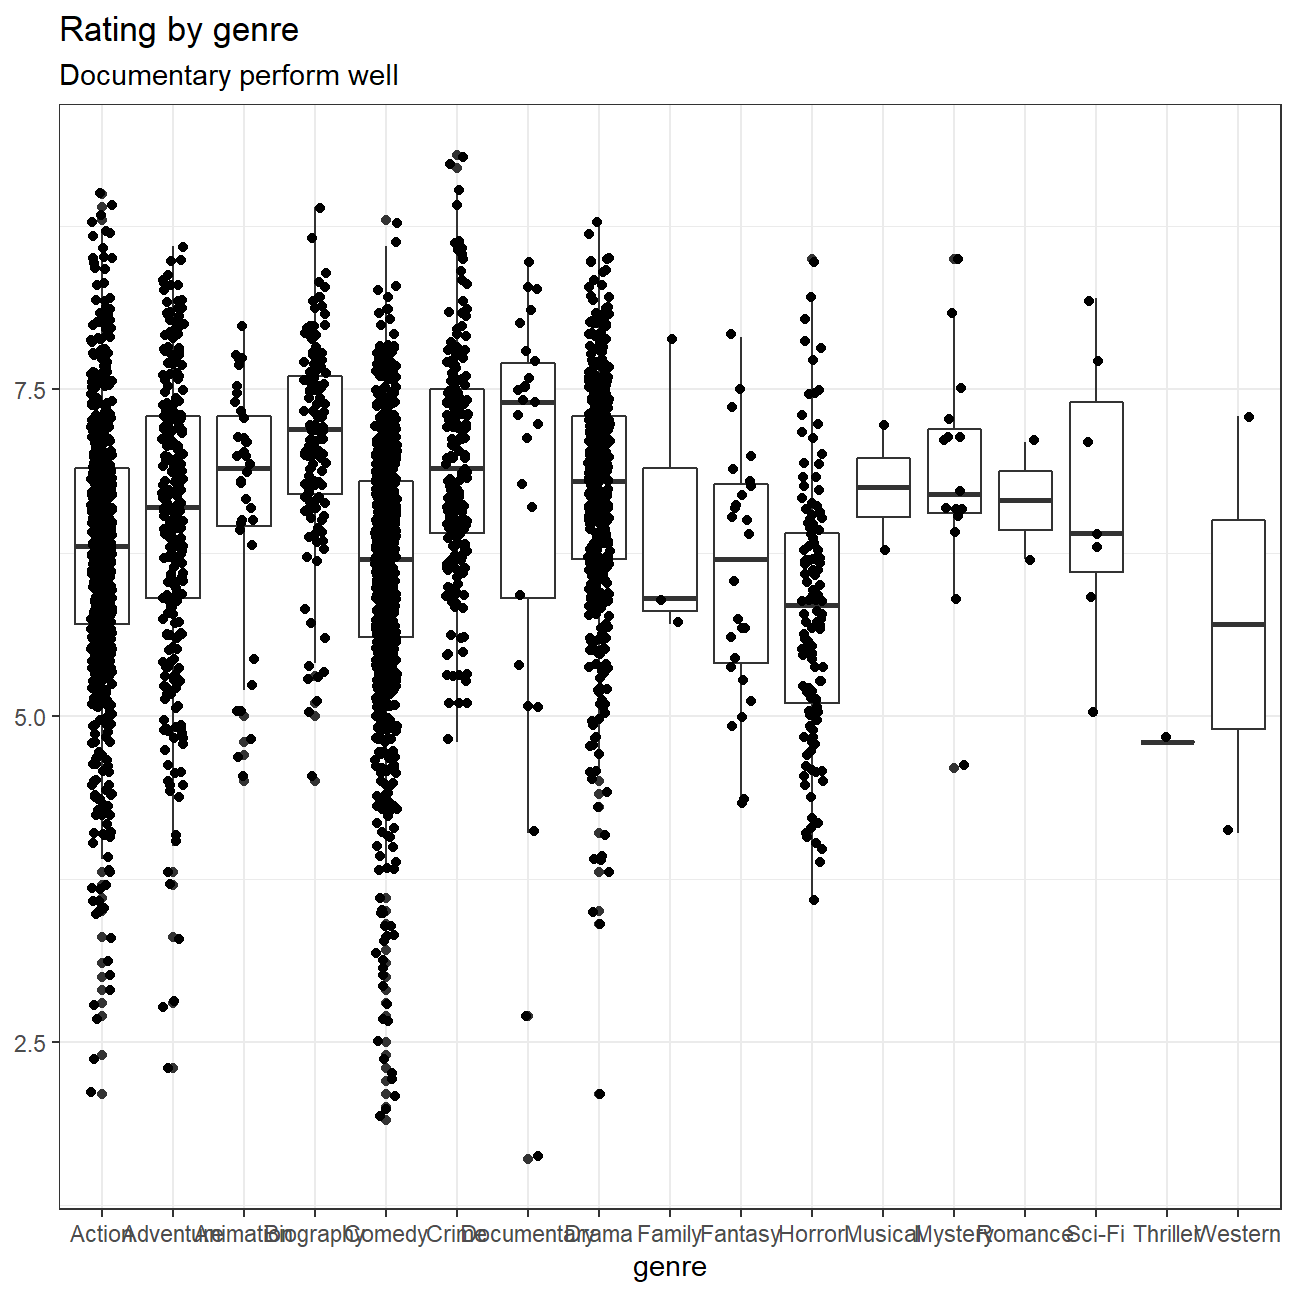 Rating by genre
Documentary perform well
7.5
5.0
2.5
Action Adventure Animation Biography Comedy Crime Documentary Drama Family Fantasy Horror Musical Mystery Romance Sci-Fi Thriller Western
genre